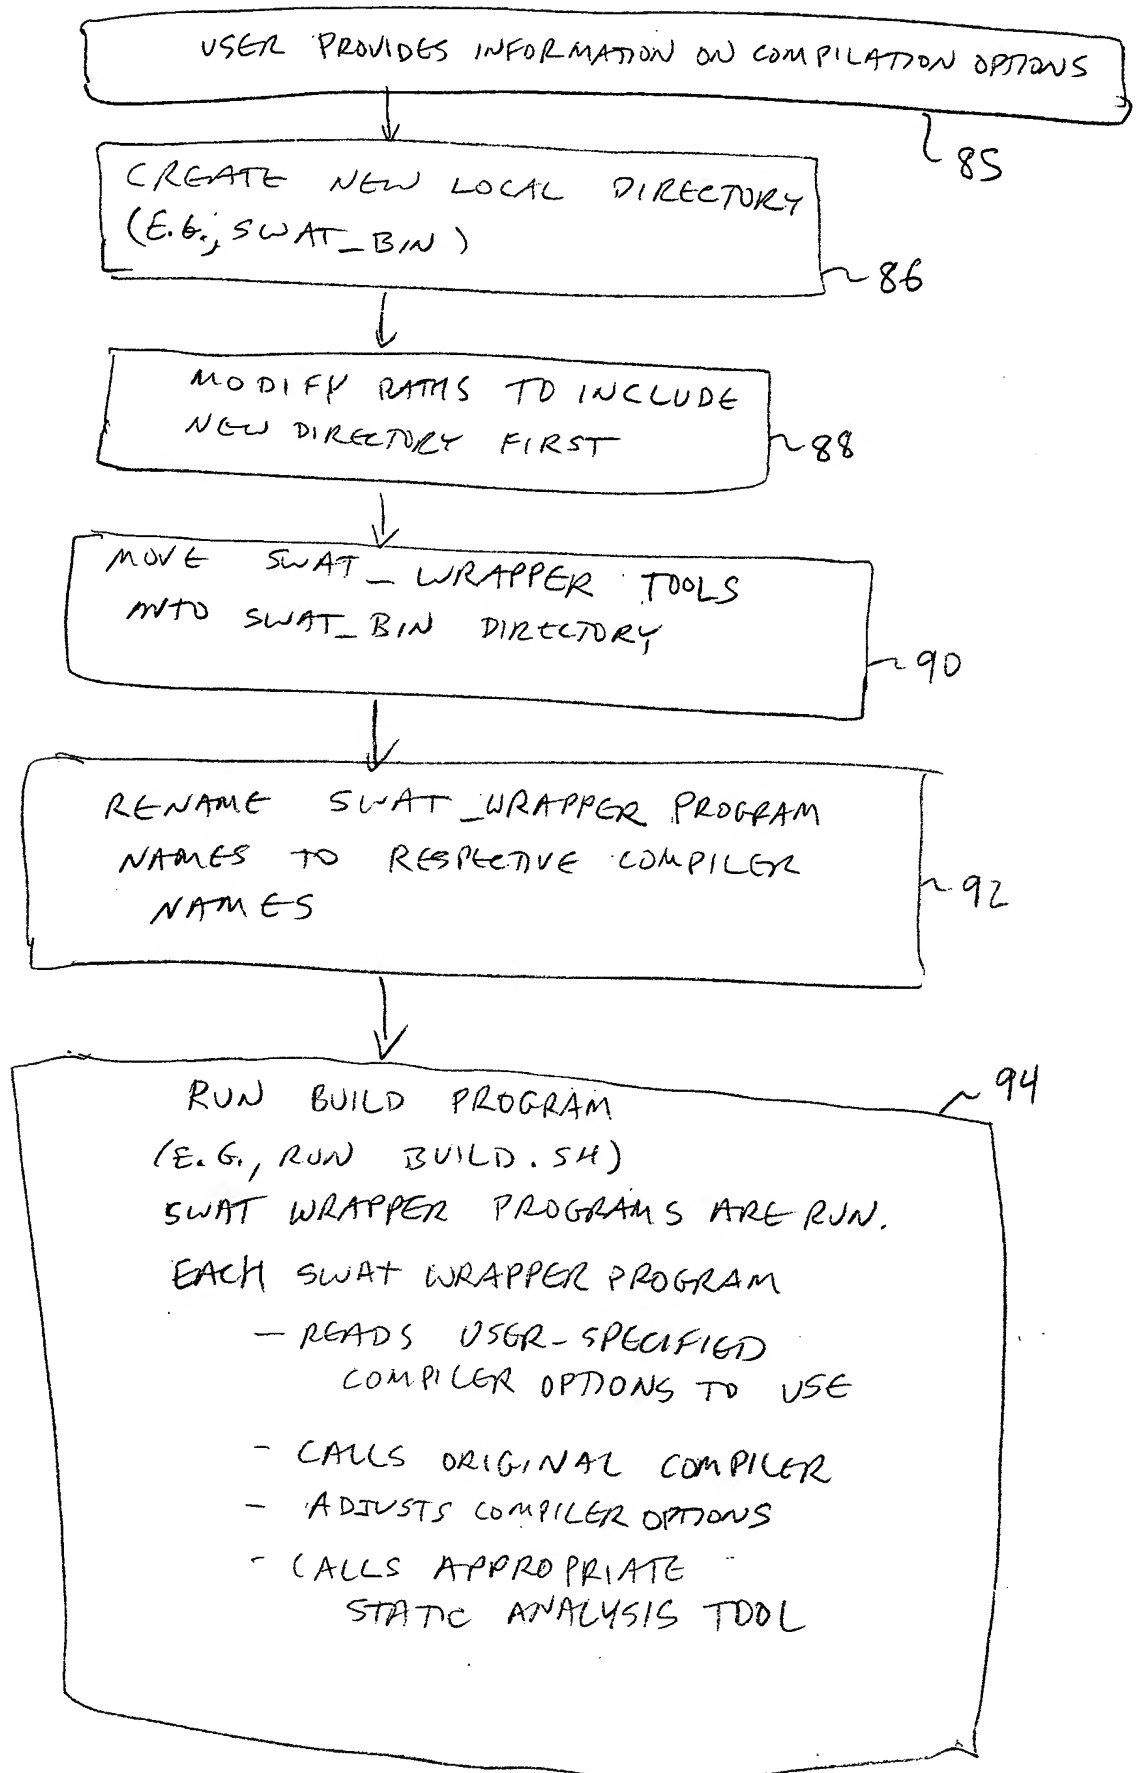 USER PROVIDES INFORMATION ON COMPILATION OPTIONS
85
CREATE NEW LOCAL DIRECTORY
(E.G., SWAT_BIN)
86
MODIFY PATHS TO INCLUDE
NEW DIRECTORY FIRST
88
MOVE SWAT_WRAPPER TOOLS
INTO SWAT_BIN DIRECTORY
90
RENAME SWAT_WRAPPER PROGRAM
NAMES TO RESPECTIVE COMPILER
NAMES
92
94
RUN BUILD PROGRAM
(E.G., RUN BUILD.SH)
SWAT WRAPPER PROGRAMS ARE RUN.
EACH SWAT WRAPPER PROGRAM
- READS USER-SPECIFIED
COMPILER OPTIONS TO USE
- CALLS ORIGINAL COMPILER
- ADJUSTS COMPILER OPTIONS
- CALLS APPROPRIATE
STATIC ANALYSIS TOOL